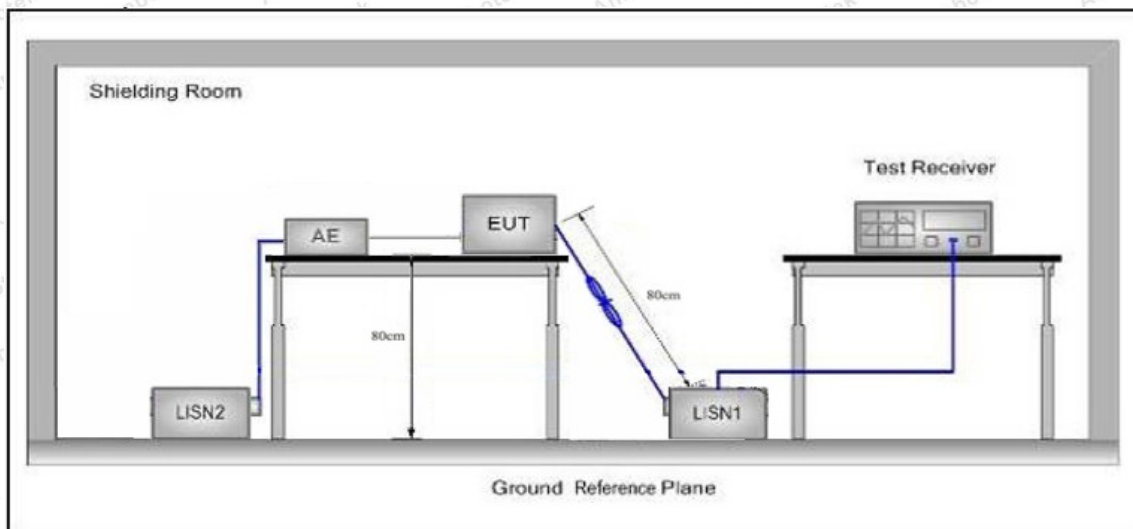 Shielding Room
Test Receiver
EUT
AE
80cm
80cm
LISN2
LISN1
Ground Reference Plane